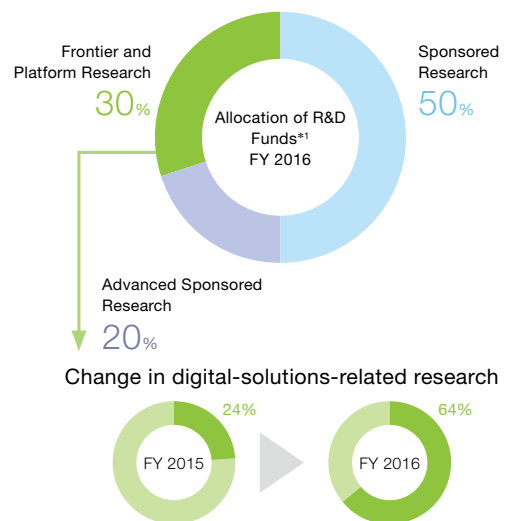 Frontier and
Platform Research
30%
Sponsored
Research
50%
Allocation of R&D
Funds*1
FY 2016
Advanced Sponsored
Research
20%
Change in digital-solutions-related research
24%
FY 2015
64%
FY 2016